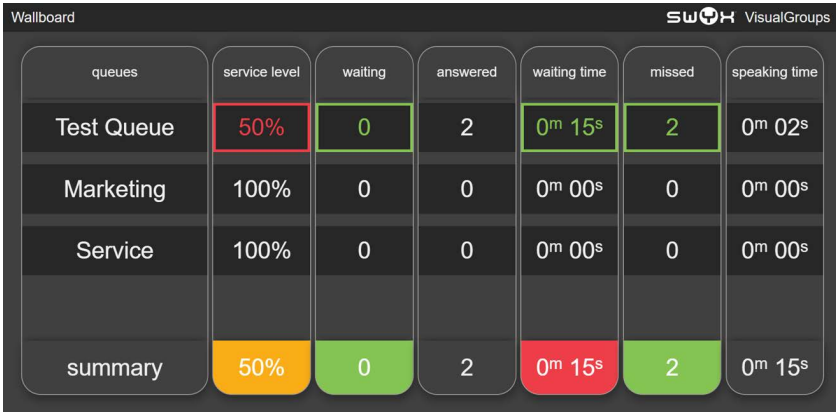 Wallboard
swyx VisualGroups
queues service level waiting answered waiting time missed speaking time
Test Queue 50% 0 2 0m 15s 2 0m 02s
Marketing 100% 0 0 0m 00s 0 0m 00s
Service 100% 0 0 0m 00s 0 0m 00s
summary 50% 0 2 0m 15s 2 0m 15s